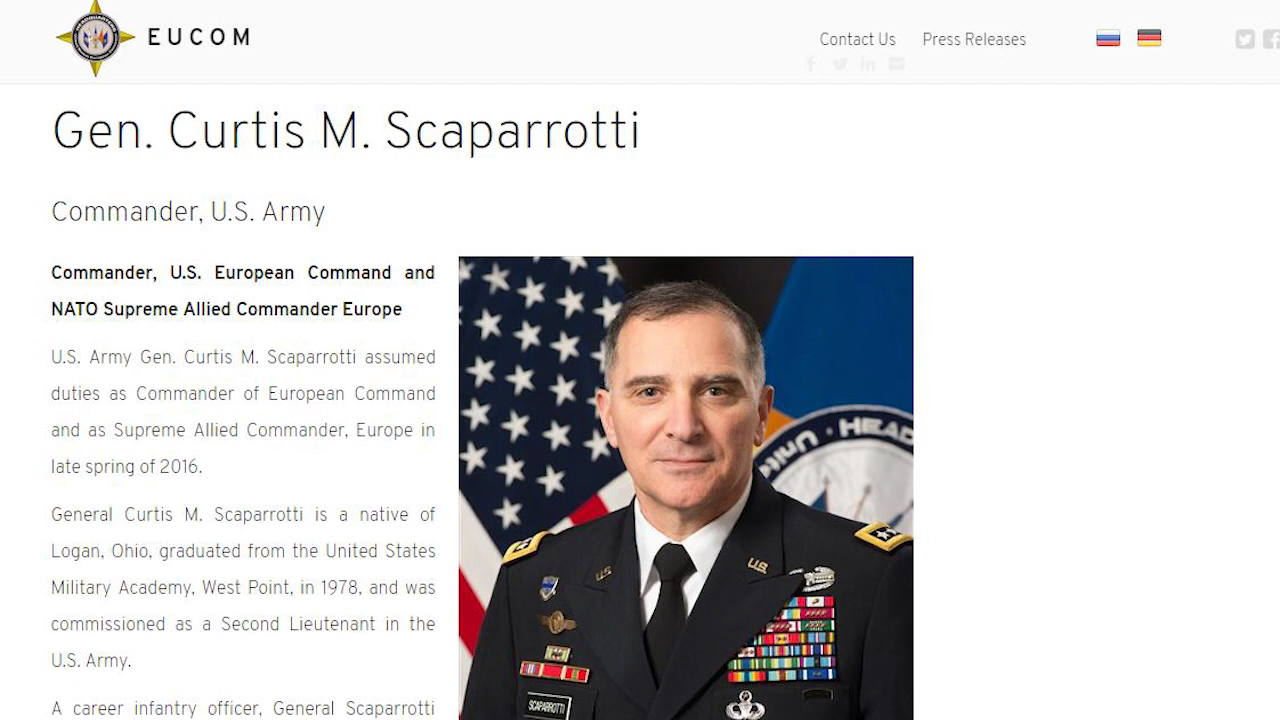 EUCOM
Contact Us
Press Releases
Gen. Curtis M. Scaparrotti
Commander, U.S. Army
Commander, U.S. European Command and
NATO Supreme Allied Commander Europe
U.S. Army Gen. Curtis M. Scaparrotti assumed
duties as Commander of European Command
and as Supreme Allied Commander, Europe in
late spring of 2016.
General Curtis M. Scaparrotti is a native of
Logan, Ohio, graduated from the United States
Military Academy, West Point, in 1978, and was
commissioned as a Second Lieutenant in the
U.S. Army.
A career infantry officer, General Scaparrotti
HEAD
Unite
U.S.
U.S.
SCAPARROTTI